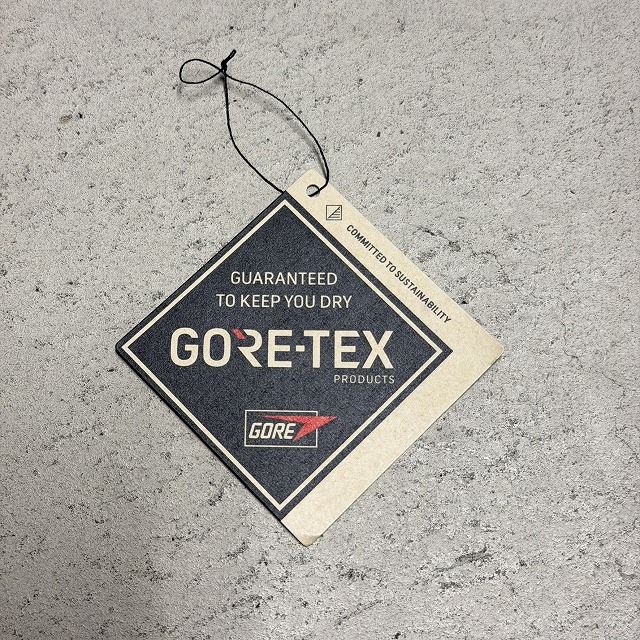 COMMITTED TO SUSTAINABILITY
GUARANTEED
TO KEEP YOU DRY
GORE-TEX
PRODUCTS
GORE